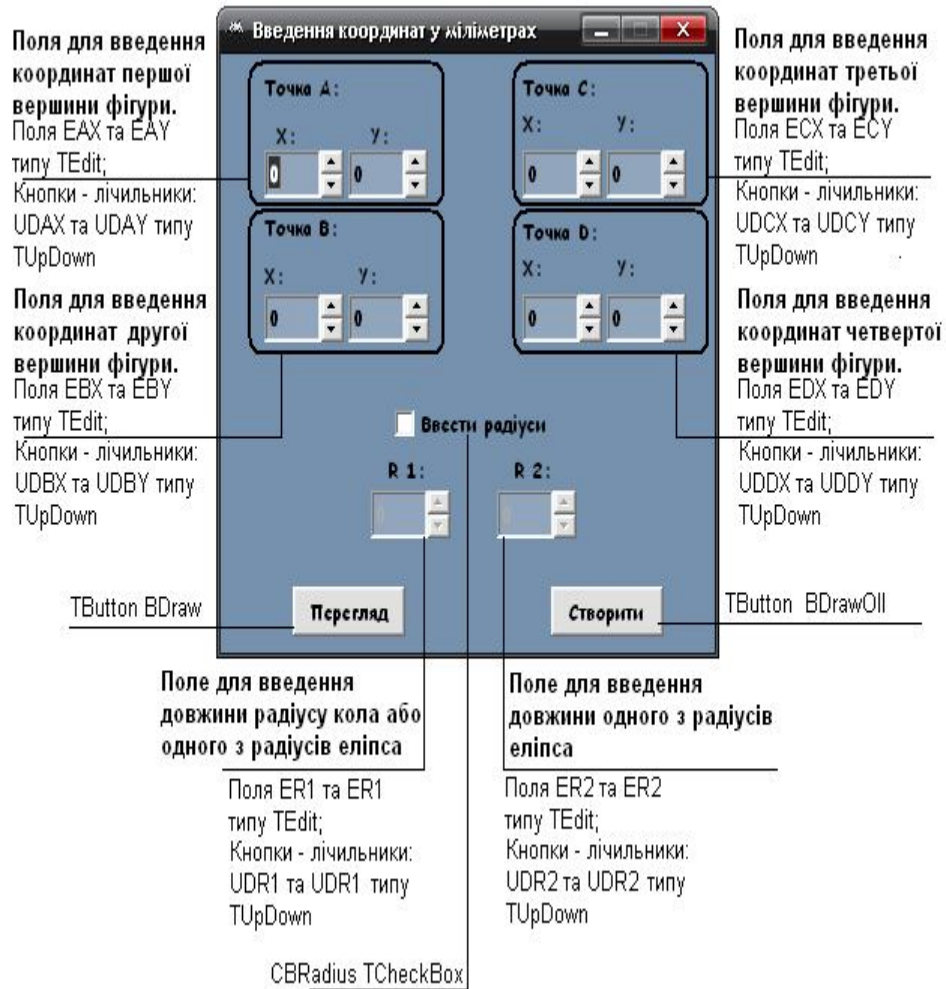 Введення координат у міліметрах
Поля для введення
координат першої
вершини фігури.
Поля EAX та EAY
типу TEdit;
Кнопки - лічильники:
UDAX та UDAY типу
TUpDown
Поля для введення
координат другої
вершини фігури.
Поля EBX та EBY
типу TEdit;
Кнопки - лічильники:
UDBX та UDBY типу
TUpDown
Точка A:
X: Y:
0 0
Точка B:
X: Y:
0 0
Точка C:
X: Y:
0 0
Точка D:
X: Y:
0 0
Ввести радіуси
R 1: R 2:
Перегляд
Створити
Поля для введення
координат третьої
вершини фігури.
Поля ECX та ECY
типу TEdit;
Кнопки - лічильники:
UDCX та UDCY типу
TUpDown
Поля для введення
координат четвертої
вершини фігури.
Поля EDX та EDY
типу TEdit;
Кнопки - лічильники:
UDDX та UDDY типу
TUpDown
TButton BDraw
TButton BDrawOll
Поле для введення
довжини радіусу кола або
одного з радіусів еліпса
Поля ER1 та ER1
типу TEdit;
Кнопки - лічильники:
UDR1 та UDR1 типу
TUpDown
Поле для введення
довжини одного з радіусів
еліпса
Поля ER2 та ER2
типу TEdit;
Кнопки - лічильники:
UDR2 та UDR2 типу
TUpDown
CBRadius TCheckBox